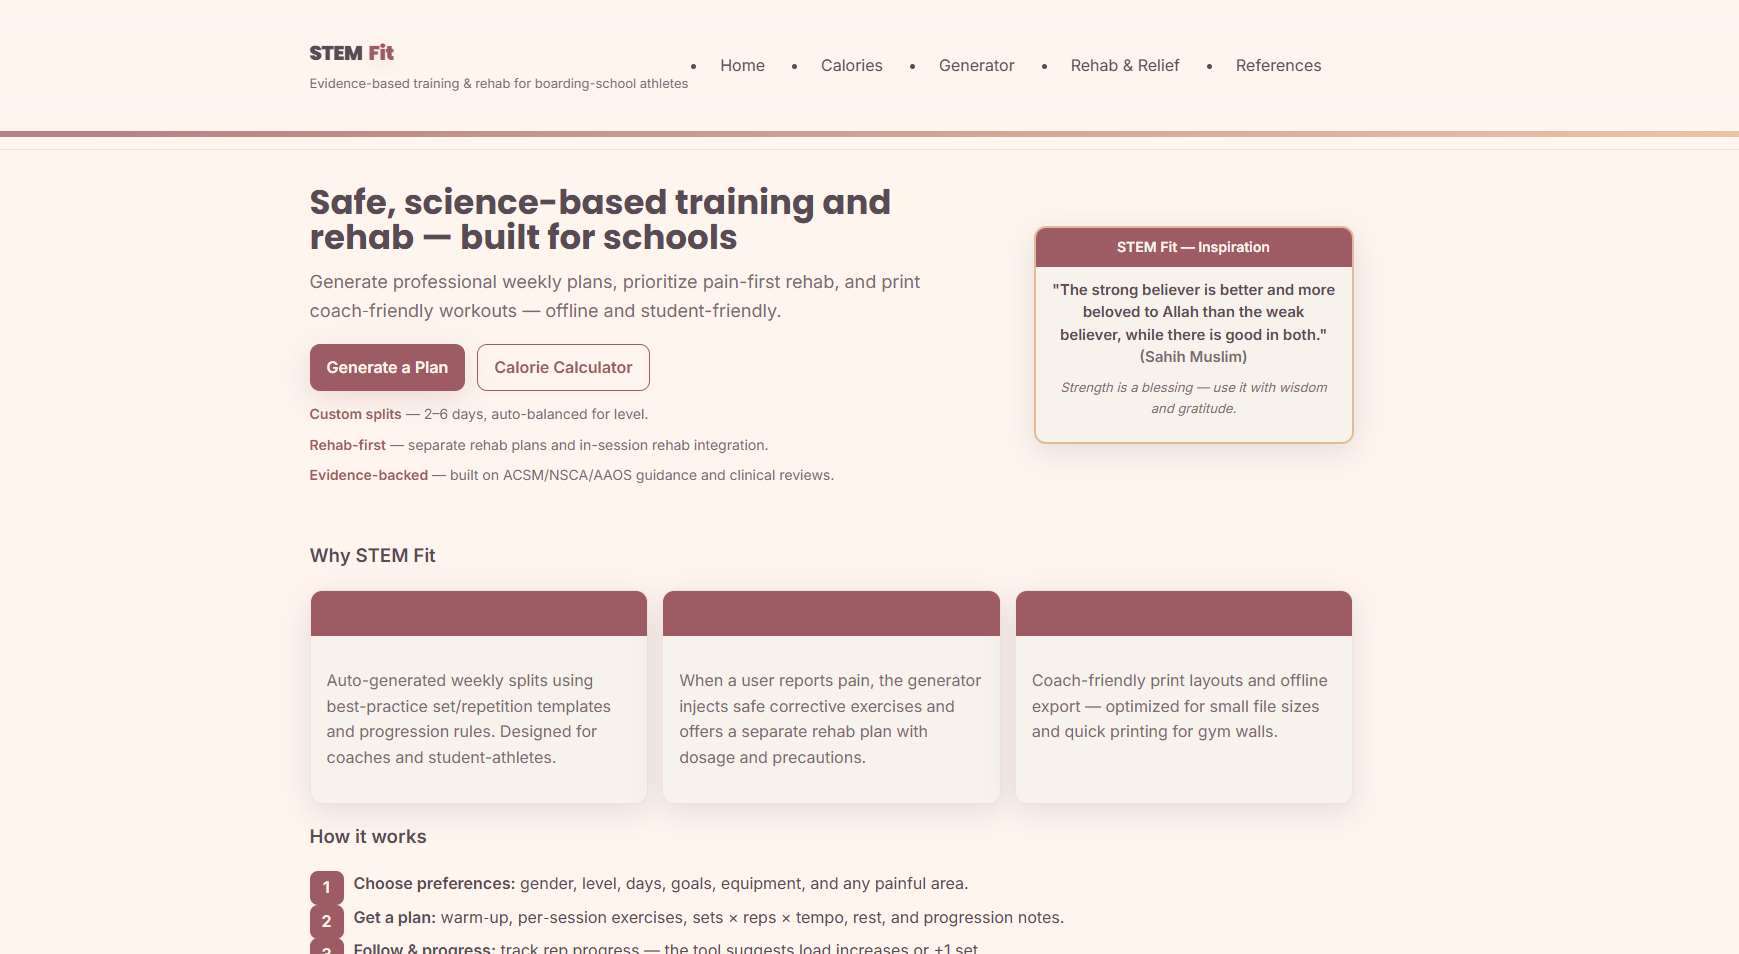 STEM Fit
Evidence-based training & rehab for boarding-school athletes
• Home
• Calories
• Generator
• Rehab & Relief
• References
Safe, science-based training and
rehab — built for schools
Generate professional weekly plans, prioritize pain-first rehab, and print
coach-friendly workouts — offline and student-friendly.
Generate a Plan
Calorie Calculator
Custom splits — 2–6 days, auto-balanced for level.
Rehab-first — separate rehab plans and in-session rehab integration.
Evidence-backed — built on ACSM/NSCA/AAOS guidance and clinical reviews.
STEM Fit — Inspiration
"The strong believer is better and more
beloved to Allah than the weak
believer, while there is good in both."
(Sahih Muslim)
Strength is a blessing — use it with wisdom
and gratitude.
Why STEM Fit
Auto-generated weekly splits using
best-practice set/repetition templates
and progression rules. Designed for
coaches and student-athletes.
When a user reports pain, the generator
injects safe corrective exercises and
offers a separate rehab plan with
dosage and precautions.
Coach-friendly print layouts and offline
export — optimized for small file sizes
and quick printing for gym walls.
How it works
1 Choose preferences: gender, level, days, goals, equipment, and any painful area.
2 Get a plan: warm-up, per-session exercises, sets × reps × tempo, rest, and progression notes.
3 Follow & progress: track rep progress — the tool suggests load increases or +1 set